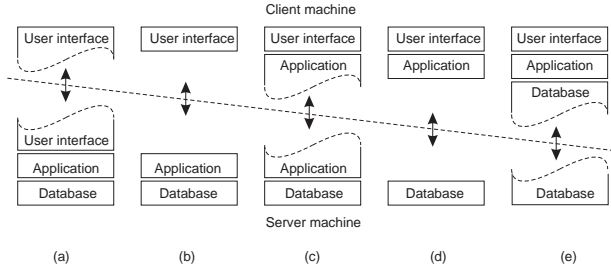 Client machine
User interface User interface User interface User interface User interface
Application Application Application
Database
User interface
Application Application Application
Database Database Database Database Database
Server machine
(a) (b) (c) (d) (e)